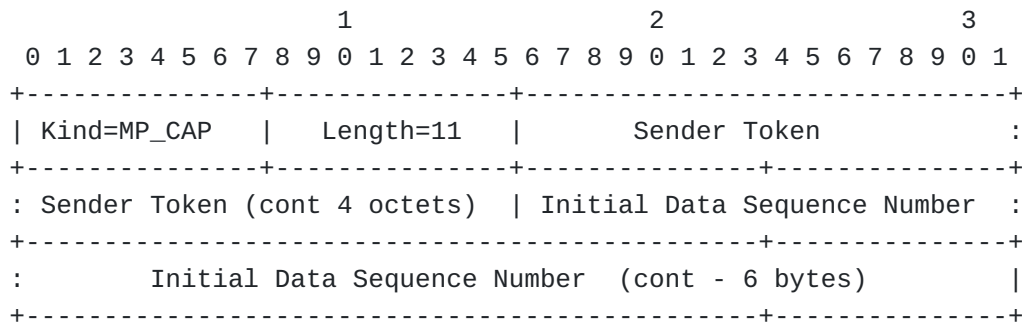 1                   2                   3
 0 1 2 3 4 5 6 7 8 9 0 1 2 3 4 5 6 7 8 9 0 1 2 3 4 5 6 7 8 9 0 1
+---------------+---------------+-------------------------------+
| Kind=MP_CAP   |   Length=11   |       Sender Token            :
+---------------+---------------+---------------+---------------+
: Sender Token (cont 4 octets)  | Initial Data Sequence Number  :
+-----------------------------------------------+---------------+
:        Initial Data Sequence Number  (cont - 6 bytes)         |
+-----------------------------------------------+---------------+